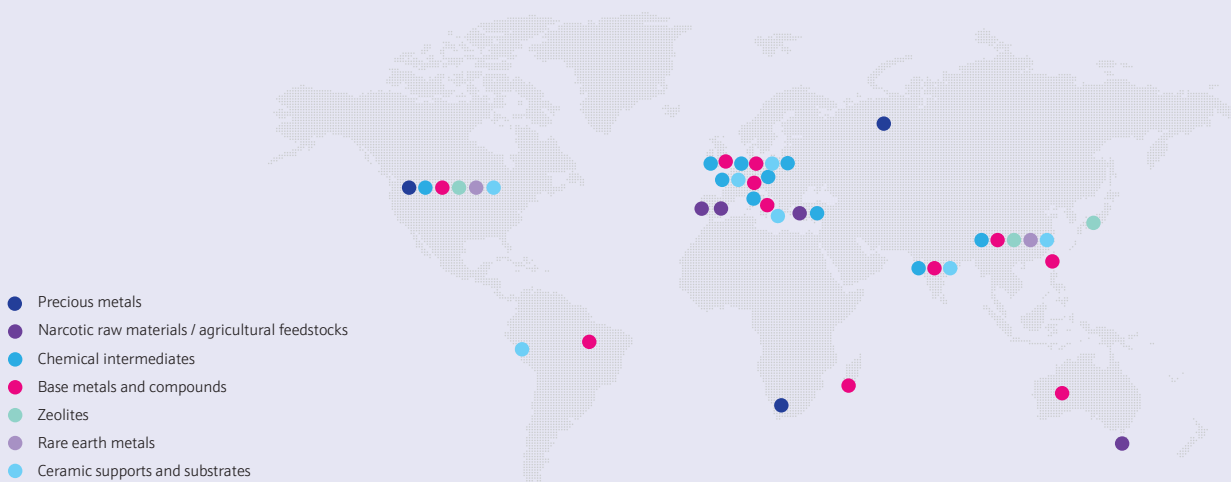 Precious metals
Narcotic raw materials / agricultural feedstocks
Chemical intermediates
Base metals and compounds
Zeolites
Rare earth metals
Ceramic supports and substrates